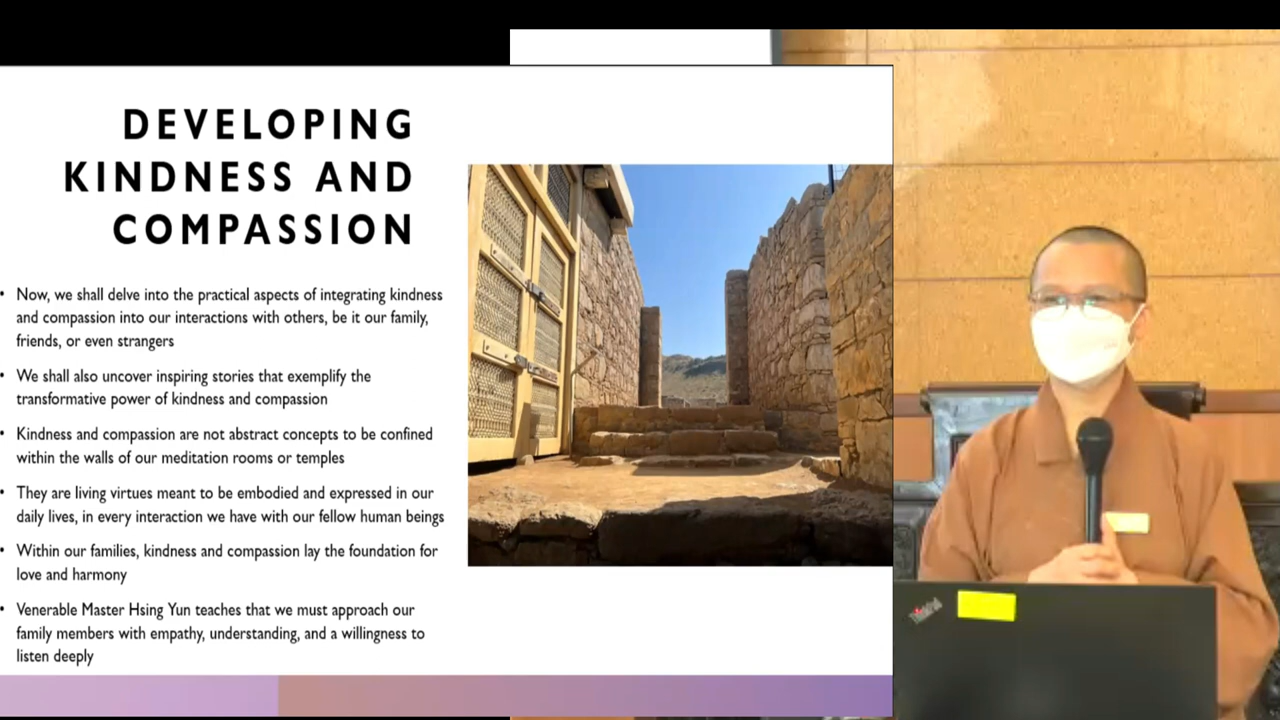 DEVELOPING
KINDNESS AND
COMPASSION
• Now, we shall delve into the practical aspects of integrating kindness
and compassion into our interactions with others, be it our family,
friends, or even strangers
• We shall also uncover inspiring stories that exemplify the
transformative power of kindness and compassion
• Kindness and compassion are not abstract concepts to be confined
within the walls of our meditation rooms or temples
• They are living virtues meant to be embodied and expressed in our
daily lives, in every interaction we have with our fellow human beings
• Within our families, kindness and compassion lay the foundation for
love and harmony
• Venerable Master Hsing Yun teaches that we must approach our
family members with empathy, understanding, and a willingness to
listen deeply
ThinkPad